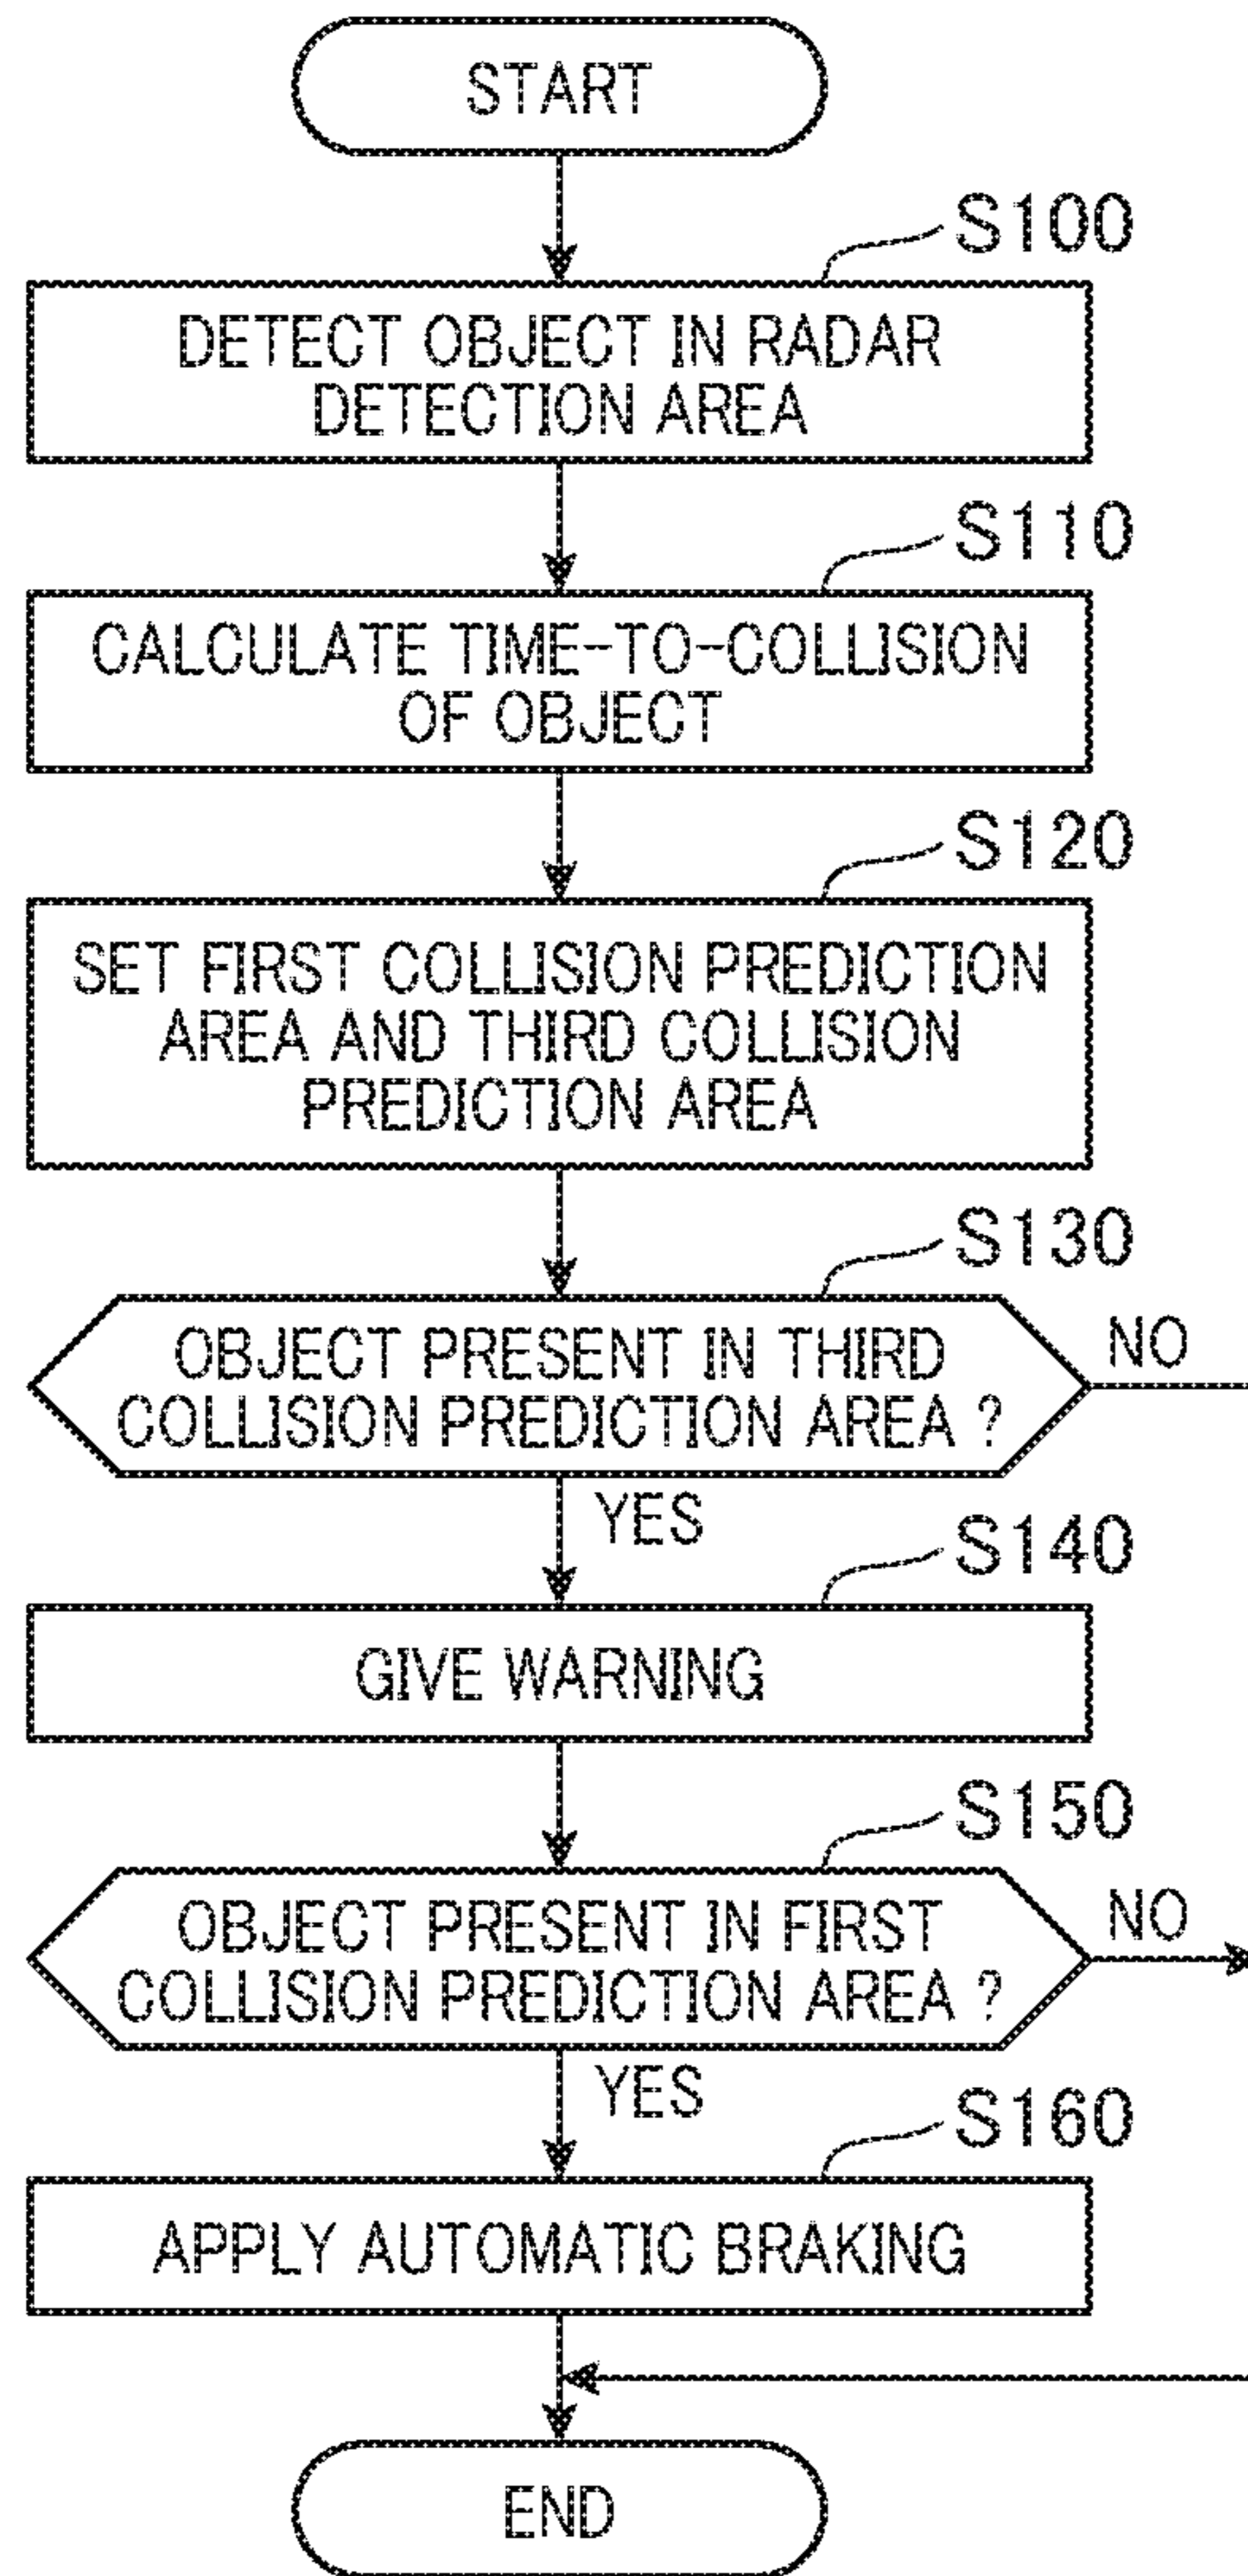 START
S100
DETECT OBJECT IN RADAR
DETECTION AREA
S110
CALCULATE TIME-TO-COLLISION
OF OBJECT
S120
SET FIRST COLLISION PREDICTION
AREA AND THIRD COLLISION
PREDICTION AREA
S130
OBJECT PRESENT IN THIRD
COLLISION PREDICTION AREA ?
NO
YES
S140
GIVE WARNING
S150
OBJECT PRESENT IN FIRST
COLLISION PREDICTION AREA ?
NO
YES
S160
APPLY AUTOMATIC BRAKING
END